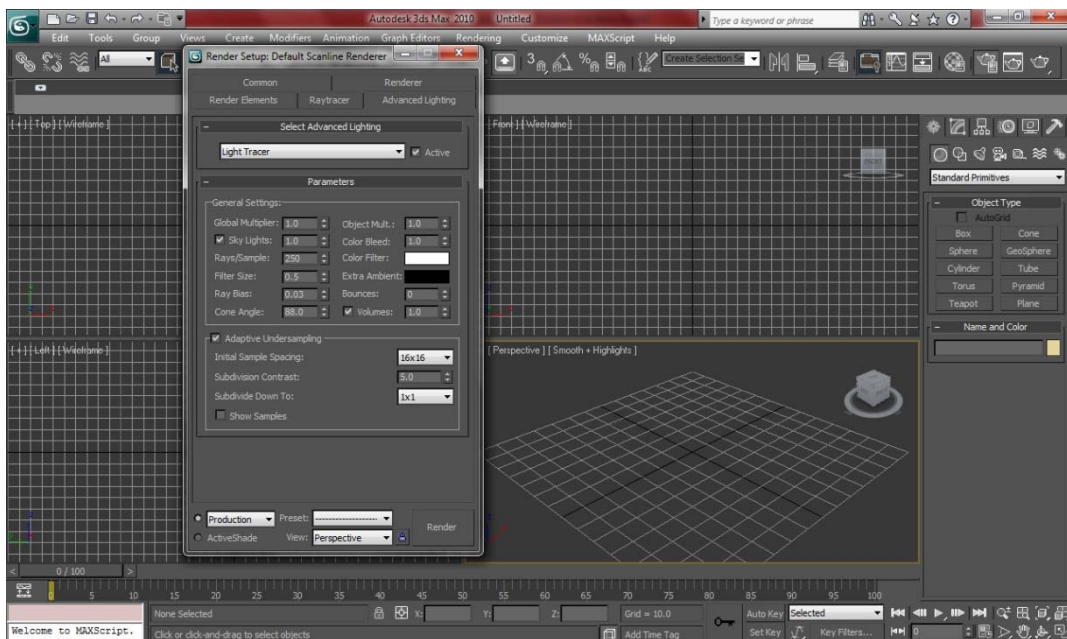 Autodesk 3ds Max 2010 Untitled
Type a keyword or phrase
Edit Tools Group Views Create Modifiers Animation Graph Editors Rendering Customize MAXScript Help
All
Create Selection Se
Render Setup: Default Scanline Renderer
Common Renderer
Render Elements Raytracer Advanced Lighting
Select Advanced Lighting
Light Tracer Active
Parameters
General Settings:
Global Multiplier: 1.0 Object Mult.: 1.0
Sky Lights: 1.0 Color Bleed: 1.0
Rays/Sample: 250 Color Filter:
Filter Size: 0.5 Extra Ambient:
Ray Bias: 0.03 Bounces: 0
Cone Angle: 88.0 Volumes: 1.0
Adaptive Undersampling
Initial Sample Spacing: 16x16
Subdivision Contrast: 5.0
Subdivide Down To: 1x1
Show Samples
Production Preset: --------------------
ActiveShade View: Perspective
Render
[ + ] [ Top ] [ Wireframe ]
Front ] [ Wireframe ]
FRONT
[ + ] [ Left ] [ Wireframe ]
[ Perspective ] [ Smooth + Highlights ]
Standard Primitives
Object Type
AutoGrid
Box Cone
Sphere GeoSphere
Cylinder Tube
Torus Pyramid
Teapot Plane
Name and Color
< 0 / 100 >
0 5 10 15 20 25 30 35 40 45 50 55 60 65 70 75 80 85 90 95 100
None Selected X: Y: Z: Grid = 10.0 Auto Key Selected
Welcome to MAXScript. Click or click-and-drag to select objects Add Time Tag Set Key Key Filters... 0